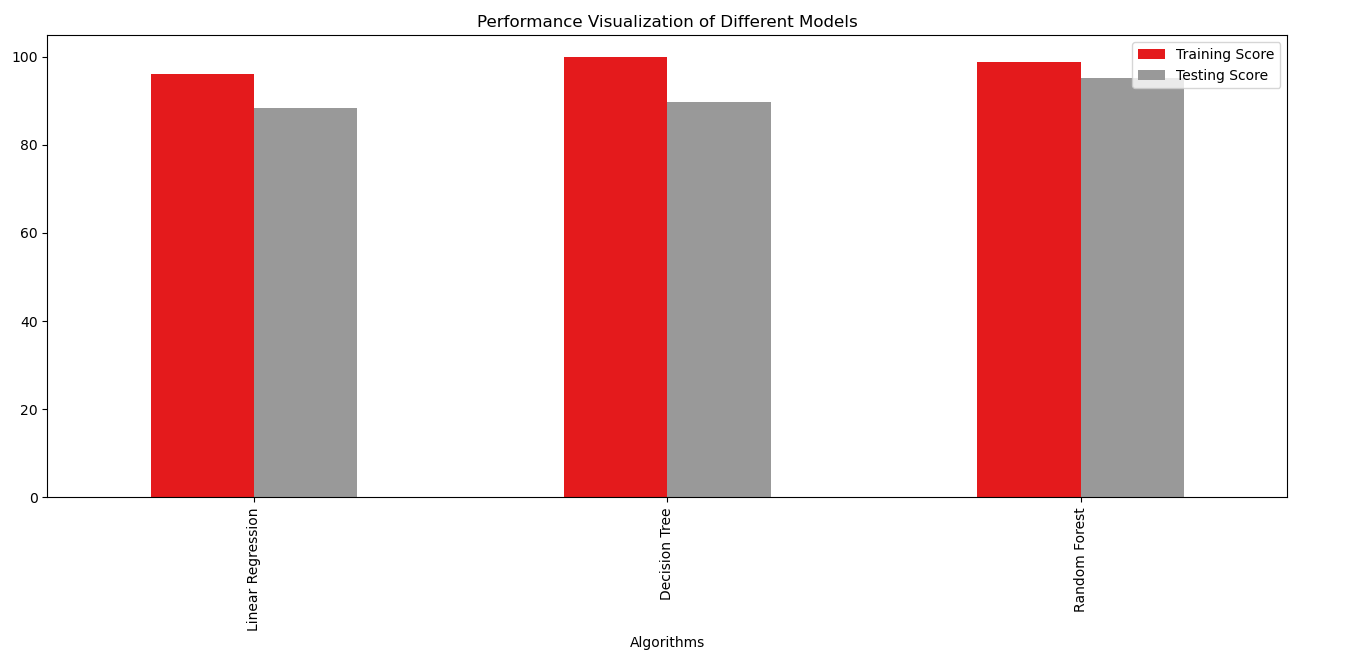 Performance Visualization of Different Models
Training Score
Testing Score
100
80
60
40
20
0
Linear Regression
Decision Tree
Random Forest
Algorithms